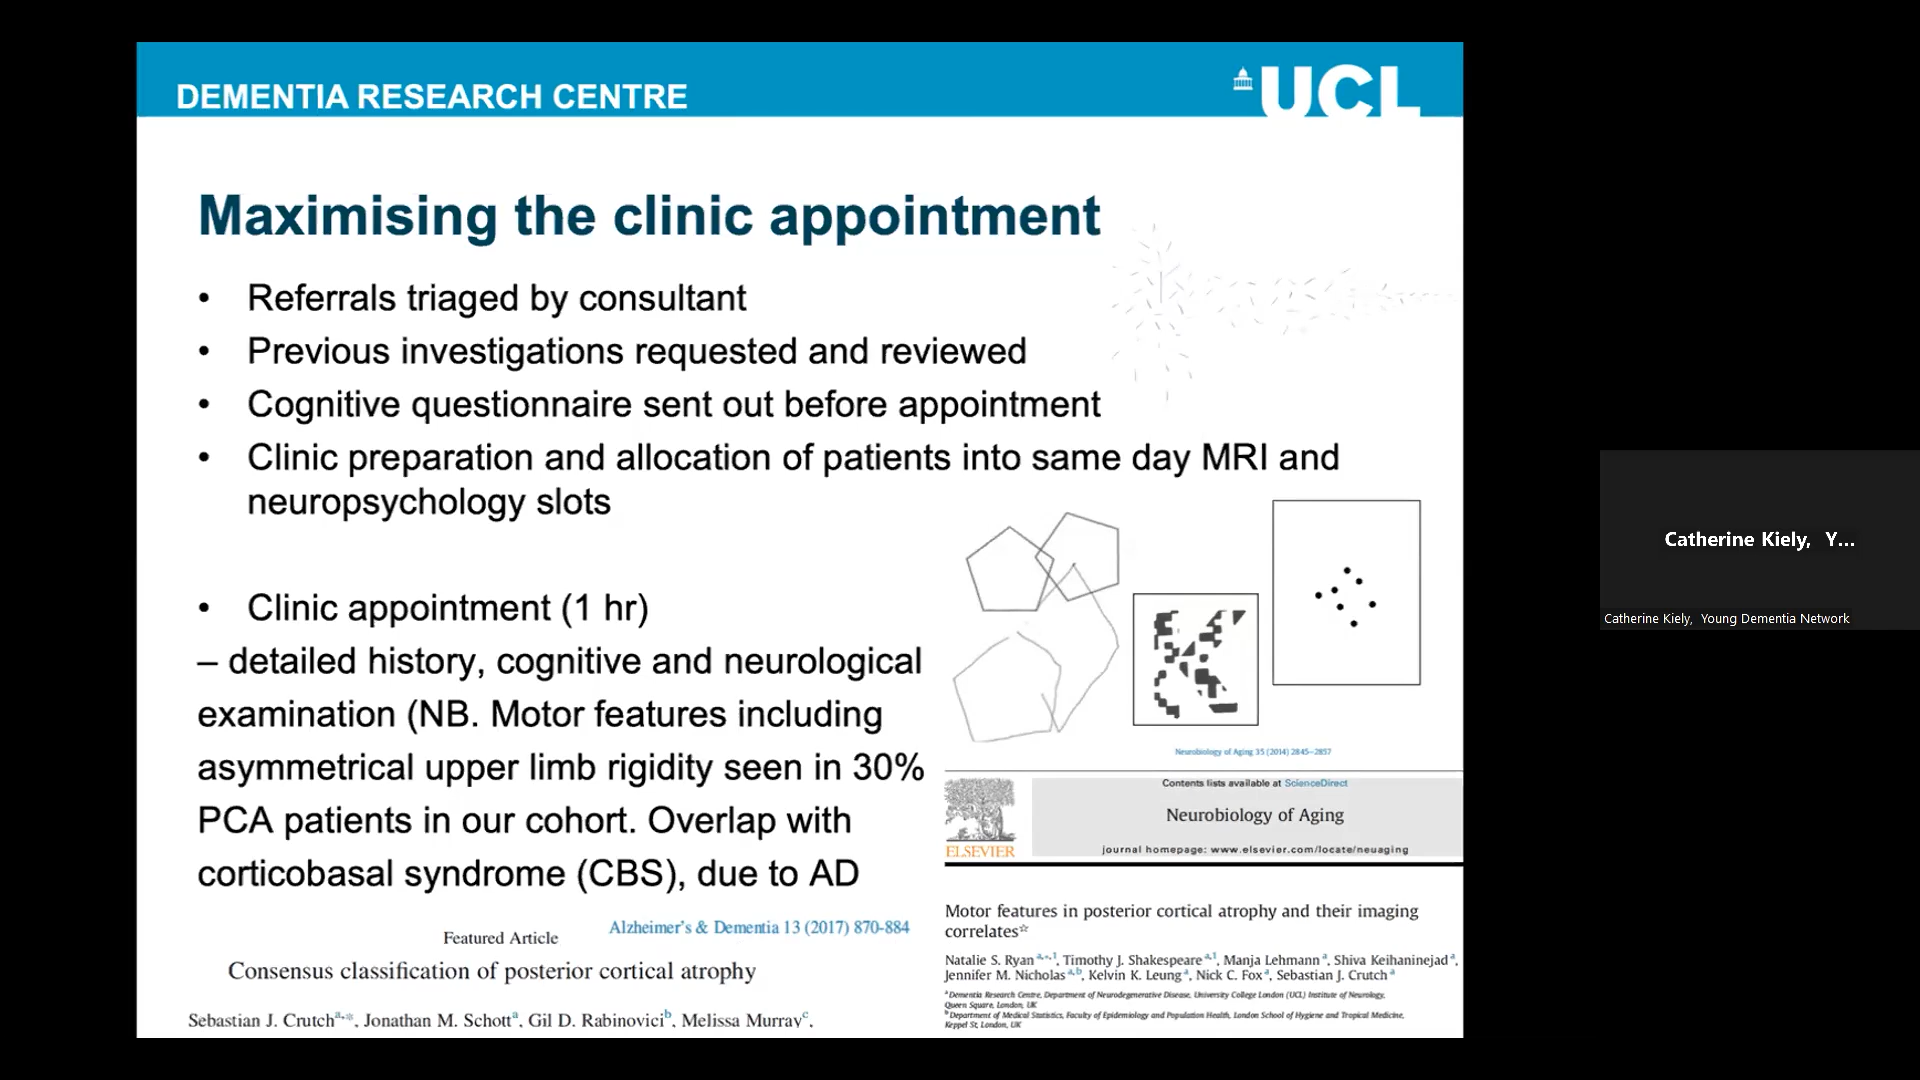 DEMENTIA RESEARCH CENTRE
UCL
Maximising the clinic appointment
• Referrals triaged by consultant
• Previous investigations requested and reviewed
• Cognitive questionnaire sent out before appointment
• Clinic preparation and allocation of patients into same day MRI and
neuropsychology slots
• Clinic appointment (1 hr)
– detailed history, cognitive and neurological
examination (NB. Motor features including
asymmetrical upper limb rigidity seen in 30%
PCA patients in our cohort. Overlap with
corticobasal syndrome (CBS), due to AD
Alzheimer's & Dementia 13 (2017) 870-884
Featured Article
Consensus classification of posterior cortical atrophy
Sebastian J. Crutch a,*, Jonathan M. Schott a, Gil D. Rabinovici b, Melissa Murray c,
K
Neurobiology of Aging 35 (2014) 2845–2857
Contents lists available at ScienceDirect
Neurobiology of Aging
ELSEVIER
journal homepage: www.elsevier.com/locate/neuaging
Motor features in posterior cortical atrophy and their imaging
correlates☆
Natalie S. Ryan a,*,1, Timothy J. Shakespeare a,1, Manja Lehmann a, Shiva Keihaninejad a,
Jennifer M. Nicholas a,b, Kelvin K. Leung a, Nick C. Fox a, Sebastian J. Crutch a
a Dementia Research Centre, Department of Neurodegenerative Disease, University College London (UCL) Institute of Neurology,
Queen Square, London, UK
b Department of Medical Statistics, Faculty of Epidemiology and Population Health, London School of Hygiene and Tropical Medicine,
Keppel St, London, UK
Catherine Kiely, Y...
Catherine Kiely, Young Dementia Network